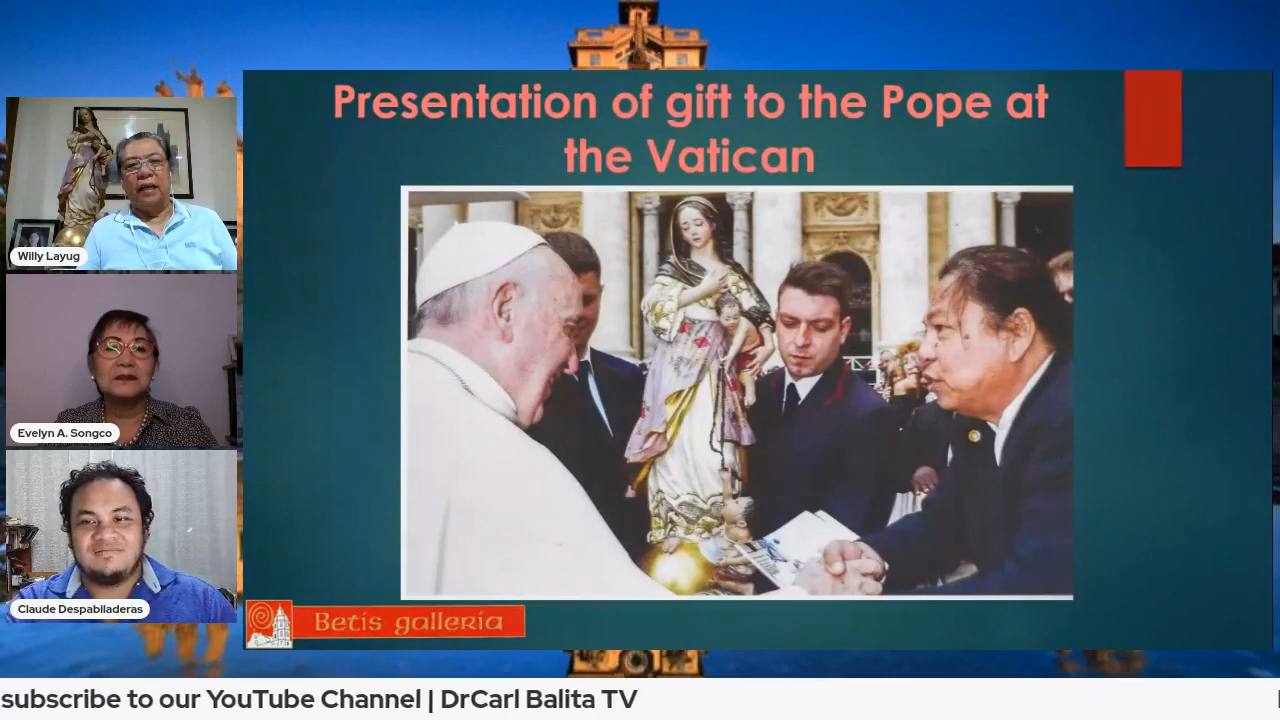 Presentation of gift to the Pope at
the Vatican
Willy Layug
Evelyn A. Songco
Claude Despabiladeras
Betis galleria
subscribe to our YouTube Channel | DrCarl Balita TV